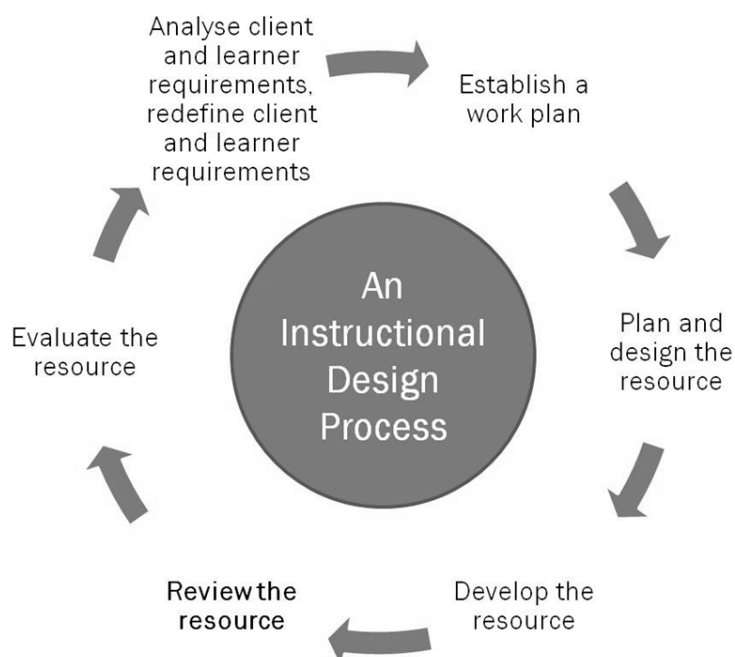 Analyse client
and learner
requirements,
redefine client
and learner
requirements
Establish a
work plan
Plan and
design the
resource
Develop the
resource
Review the
resource
Evaluate the
resource
An
Instructional
Design
Process